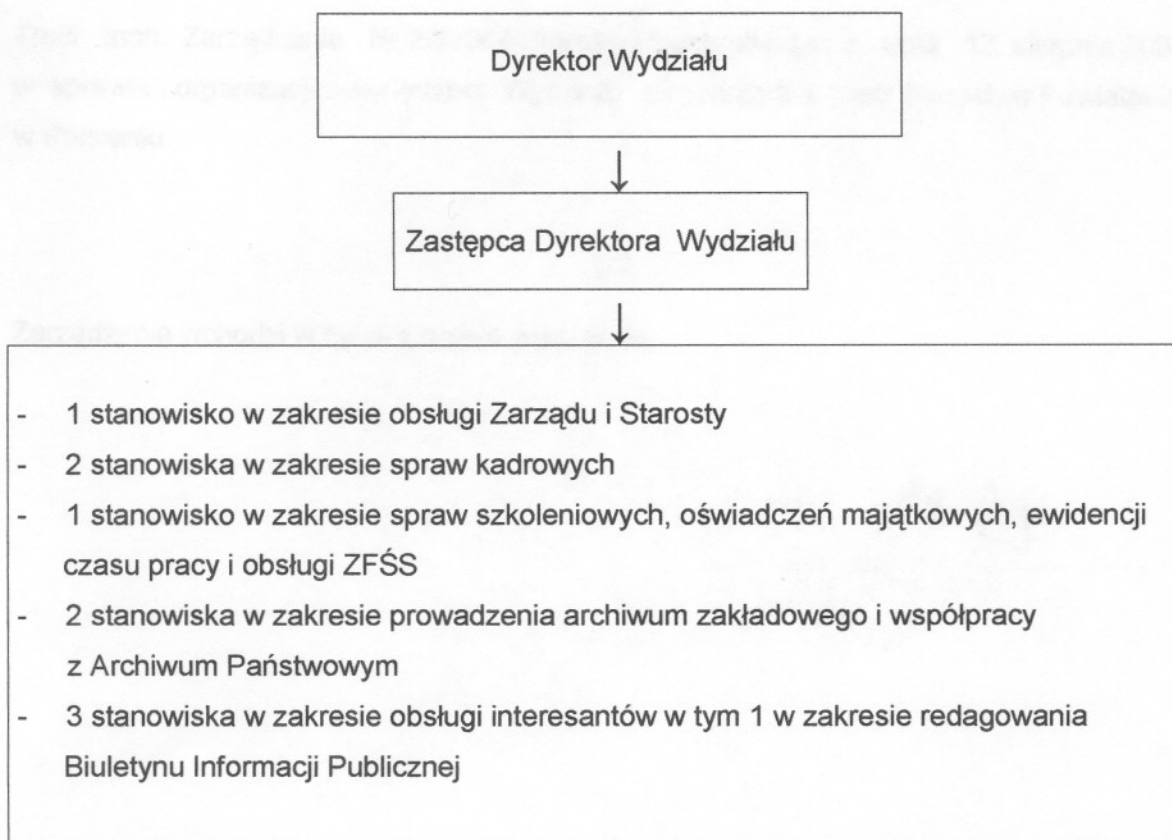 Dyrektor Wydziału
Zastępca Dyrektora Wydziału
- 1 stanowisko w zakresie obsługi Zarządu i Starosty
- 2 stanowiska w zakresie spraw kadrowych
- 1 stanowisko w zakresie spraw szkoleniowych, oświadczeń majątkowych, ewidencji
czasu pracy i obsługi ZFŚS
- 2 stanowiska w zakresie prowadzenia archiwum zakładowego i współpracy
z Archiwum Państwowym
- 3 stanowiska w zakresie obsługi interesantów w tym 1 w zakresie redagowania
Biuletynu Informacji Publicznej